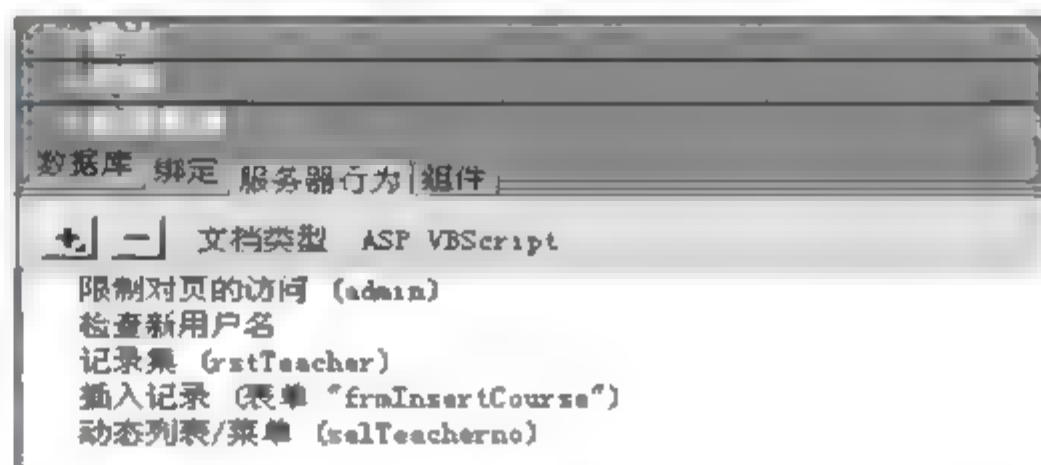 数据库 绑定 服务器行为 组件
文档类型 ASP VBScript
限制对页的访问 (admin)
检查新用户名
记录集 (rstTeacher)
插入记录 (表单 "frmInsertCourse")
动态列表/菜单 (selTeacherno)